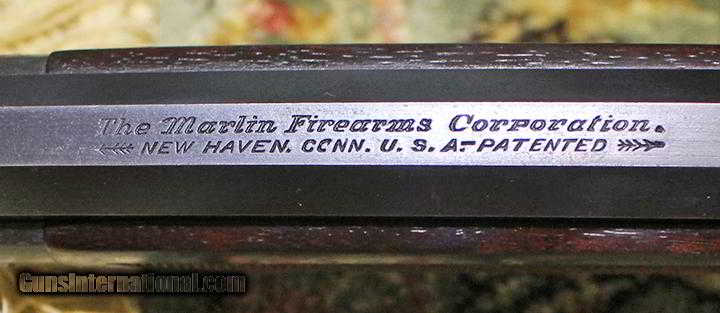 The Marlin Firearms Corporation.
NEW HAVEN. CONN. U. S. A.-PATENTED
GunsInternational.com